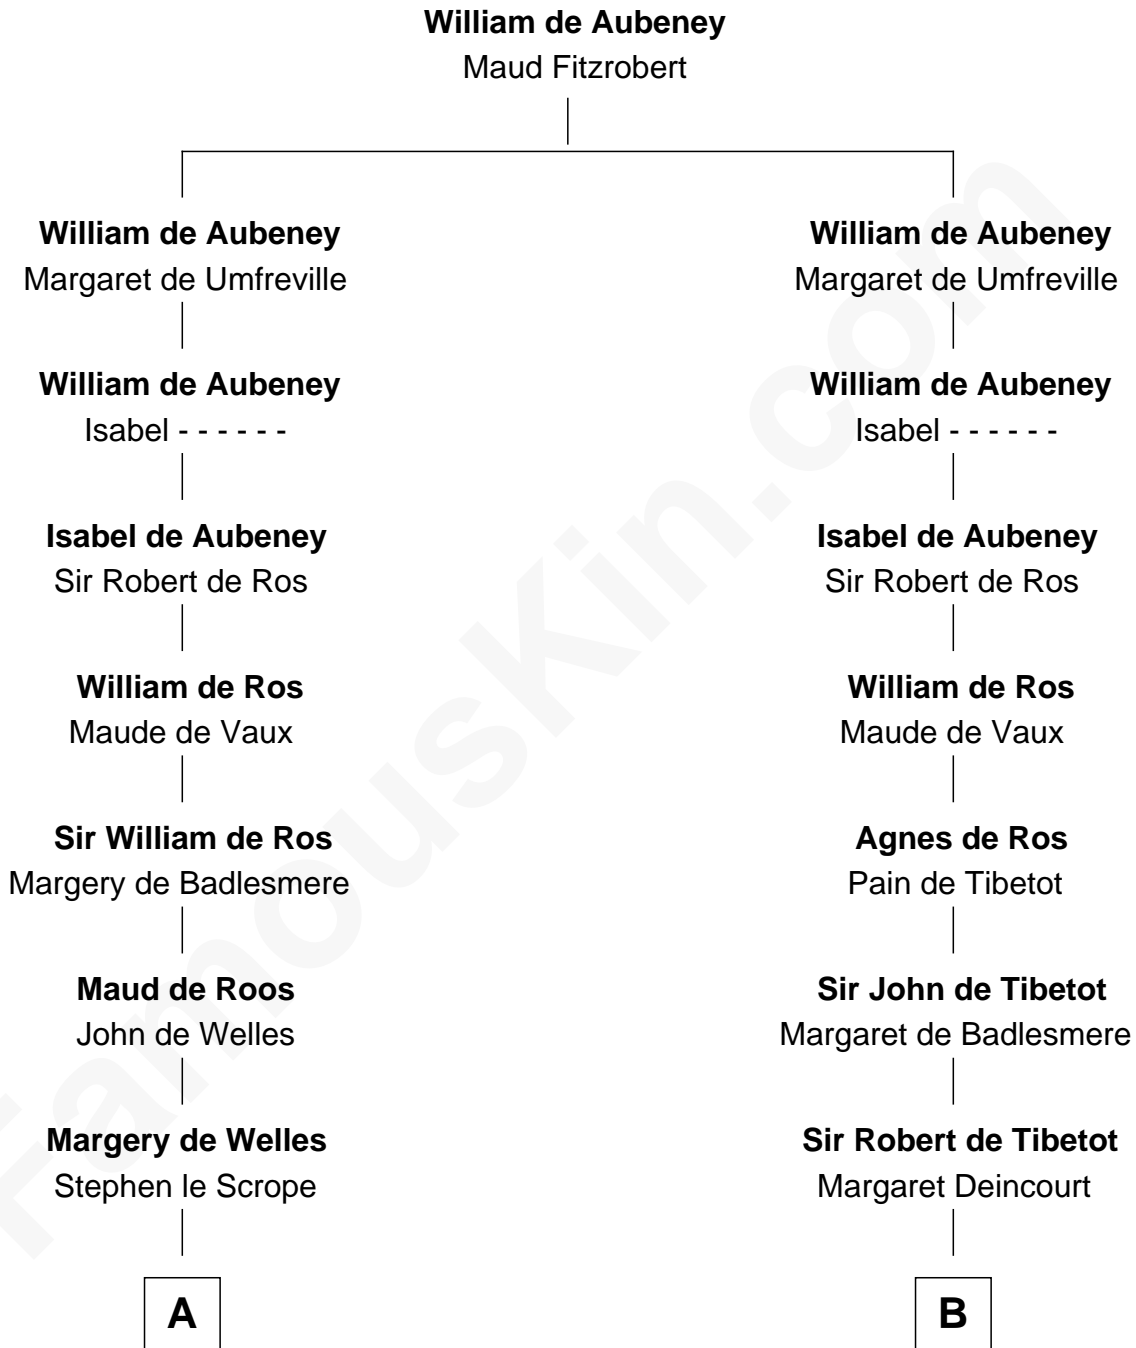 William de Aubeney
Maud Fitzrobert
William de Aubeney
Margaret de Umfreville
William de Aubeney
Margaret de Umfreville
William de Aubeney
Isabel - - - - - -
William de Aubeney
Isabel - - - - - -
Isabel de Aubeney
Sir Robert de Ros
Isabel de Aubeney
Sir Robert de Ros
William de Ros
Maude de Vaux
William de Ros
Maude de Vaux
Sir William de Ros
Margery de Badlesmere
Agnes de Ros
Pain de Tibetot
Maud de Roos
John de Welles
Sir John de Tibetot
Margaret de Badlesmere
Margery de Welles
Stephen le Scrope
Sir Robert de Tibetot
Margaret Deincourt
A
B
FamousKin.com